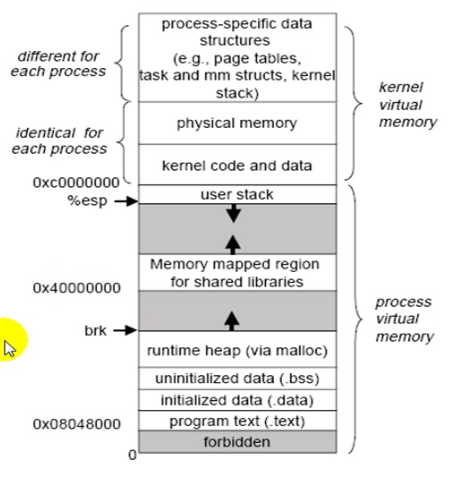 process-specific data
structures
(e.g., page tables,
task and mm structs, kernel
stack)
different for
each process
kernel
virtual
memory
physical memory
identical for
each process
kernel code and data
0xc0000000
user stack
%esp
Memory mapped region
for shared libraries
0x40000000
process
virtual
memory
brk
runtime heap (via malloc)
uninitialized data (.bss)
initialized data (.data)
program text (.text)
0x08048000
forbidden
0